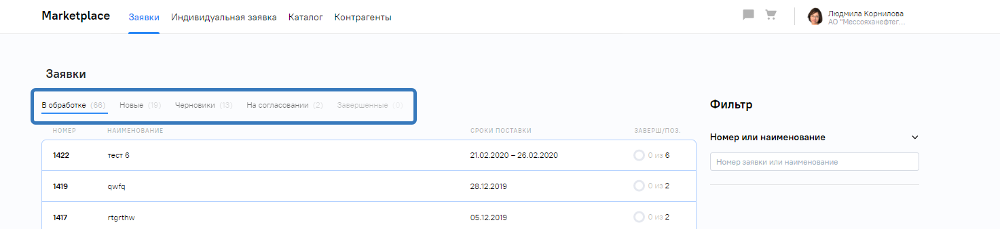 Marketplace Заявки Индивидуальная заявка Каталог Контрагенты
Людмила Корнилова
АО "Мессояханефтег...
Заявки
В обработке (66) Новые (19) Черновики (13) На согласовании (2) Завершенные (0)
НОМЕР НАИМЕНОВАНИЕ СРОКИ ПОСТАВКИ ЗАВЕРШ/ПОЗ.
1422 тест 6 21.02.2020 – 26.02.2020 0 из 6
1419 qwfq 28.12.2019 0 из 2
1417 rtgrthw 05.12.2019 0 из 2
Фильтр
Номер или наименование
Номер заявки или наименование